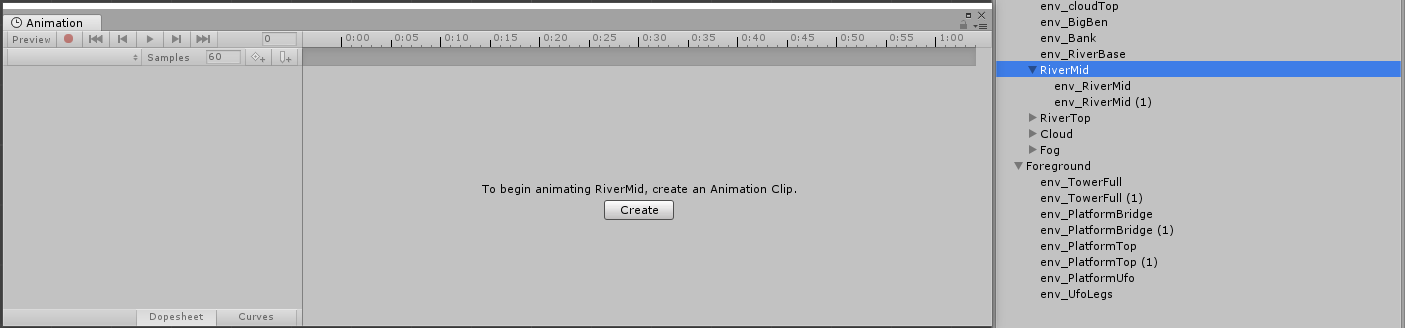 Animation
Preview 0 0:00 0:05 0:10 0:15 0:20 0:25 0:30 0:35 0:40 0:45 0:50 0:55 1:00
Samples 60
To begin animating RiverMid, create an Animation Clip.
Create
Dopesheet Curves
env_cloudTop
env_BigBen
env_Bank
env_RiverBase
RiverMid
env_RiverMid
env_RiverMid (1)
RiverTop
Cloud
Fog
Foreground
env_TowerFull
env_TowerFull (1)
env_PlatformBridge
env_PlatformBridge (1)
env_PlatformTop
env_PlatformTop (1)
env_PlatformUfo
env_UfoLegs